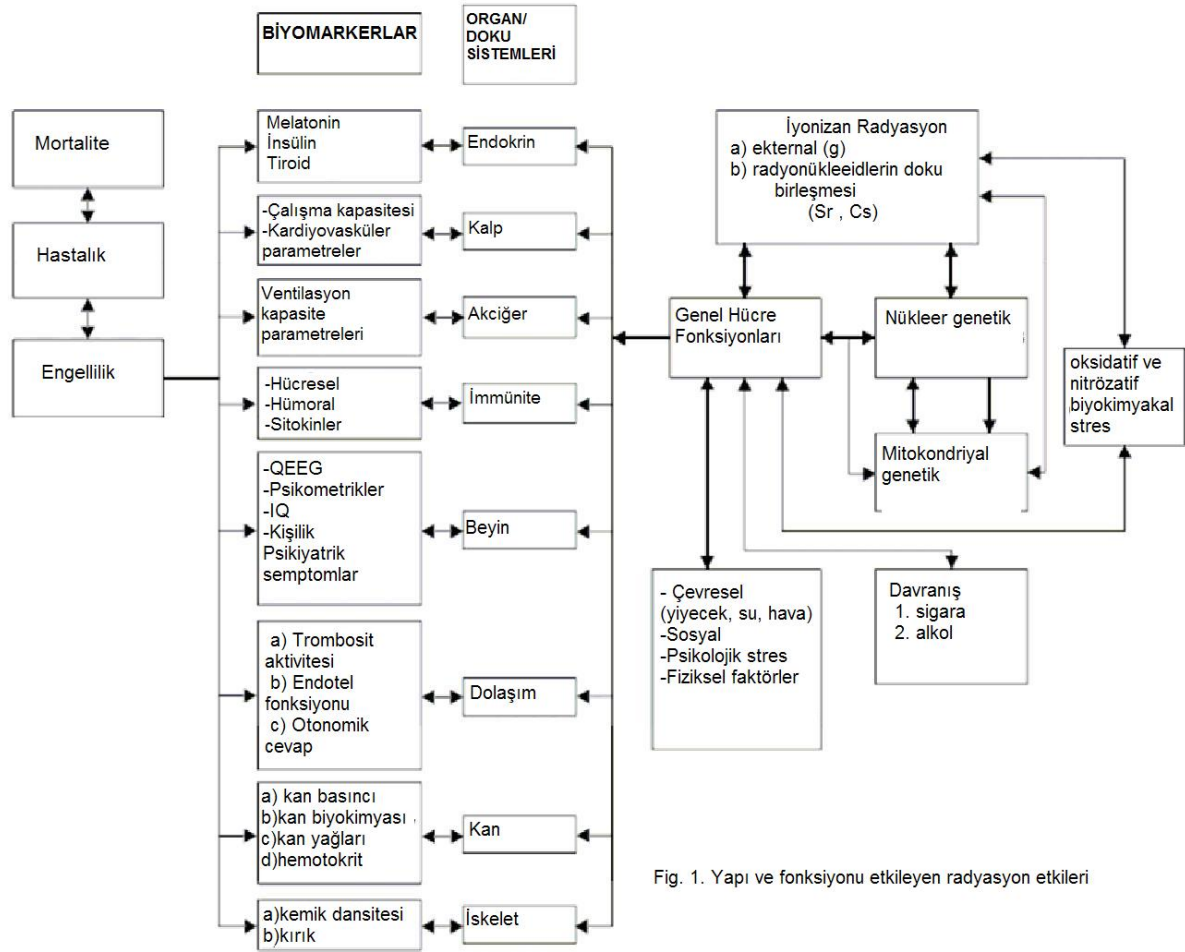 BİYOMARKERLAR
ORGAN/
DOKU
SİSTEMLERİ
Mortalite
Hastalık
Engellilik
Melatonin
İnsülin
Tiroid
Endokrin
-Çalışma kapasitesi
-Kardiyovasküler
parametreler
Kalp
Ventilasyon
kapasite
parametreleri
Akciğer
-Hücresel
-Hümoral
-Sitokinler
İmmünite
-QEEG
-Psikometrikler
-IQ
-Kişilik
Psikiyatrik
semptomlar
Beyin
a) Trombosit
aktivitesi
b) Endotel
fonksiyonu
c) Otonomik
cevap
Dolaşım
a) kan basıncı
b)kan biyokimyası
c)kan yağları
d)hemotokrit
Kan
a)kemik dansitesi
b)kırık
İskelet
İyonizan Radyasyon
a) ekternal (g)
b) radyonükleeidlerin doku
birleşmesi
(Sr , Cs)
Genel Hücre
Fonksiyonları
Nükleer genetik
Mitokondriyal
genetik
oksidatif ve
nitrözatif
biyokimyakal
stres
- Çevresel
(yiyecek, su, hava)
-Sosyal
-Psikolojik stres
-Fiziksel faktörler
Davranış
1. sigara
2. alkol
Fig. 1. Yapı ve fonksiyonu etkileyen radyasyon etkileri